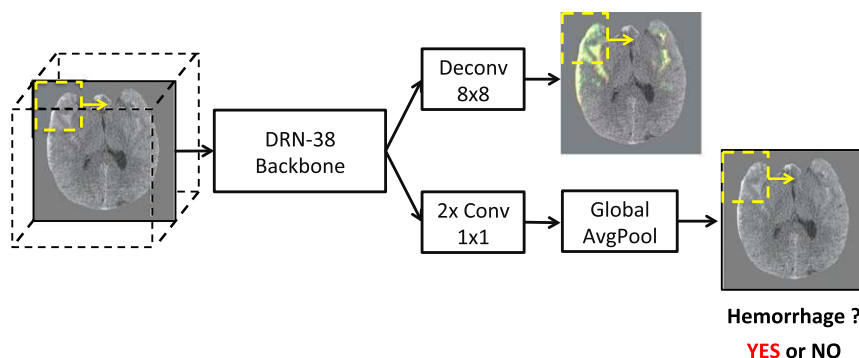 DRN-38
Backbone
Deconv
8x8
2x Conv
1x1
Global
AvgPool
Hemorrhage ?
YES or NO